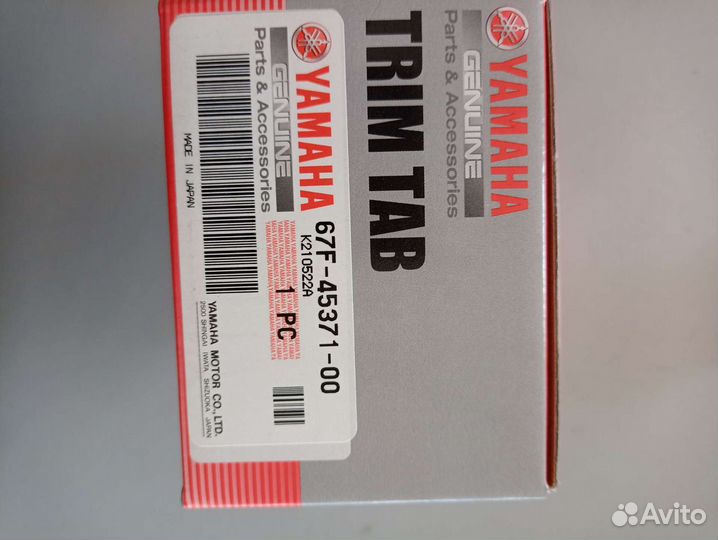 YAMAHA
GENUINE
Parts & Accessories
TRIM TAB
YAMAHA
GENUINE
Parts & Accessories
MADE IN JAPAN
67F-45371-00
K210522A
1 PC
YAMAHA MOTOR CO., LTD.
2500 SHINGAI IWATA SHIZUOKA JAPAN
Avito